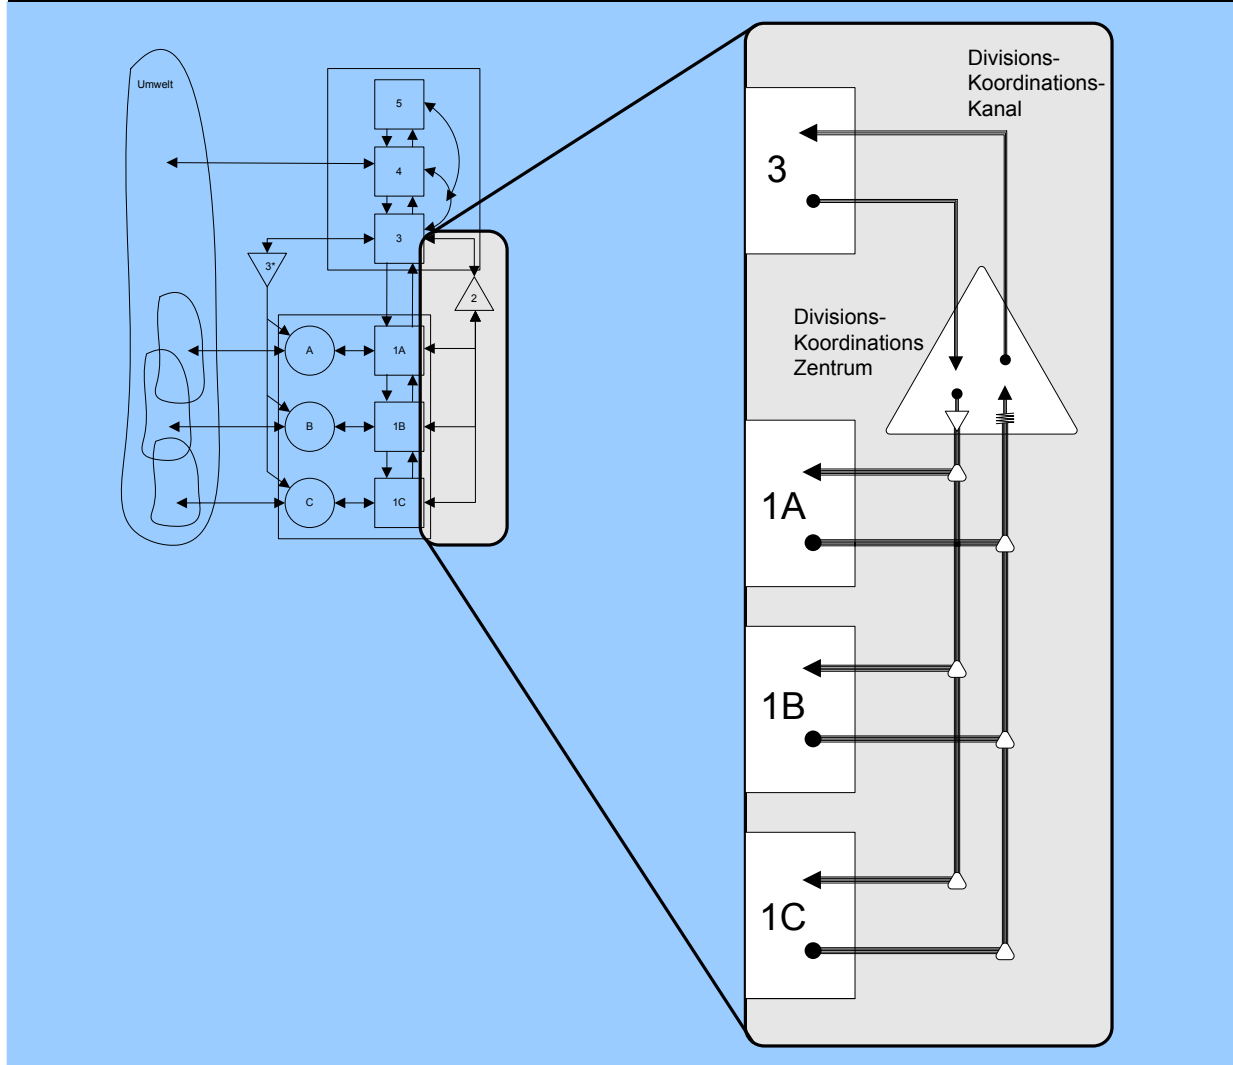 Umwelt
5
4
3
3*
2
A
1A
B
1B
C
1C
Divisions-
Koordinations-
Kanal
3
Divisions-
Koordinations
Zentrum
1A
1B
1C